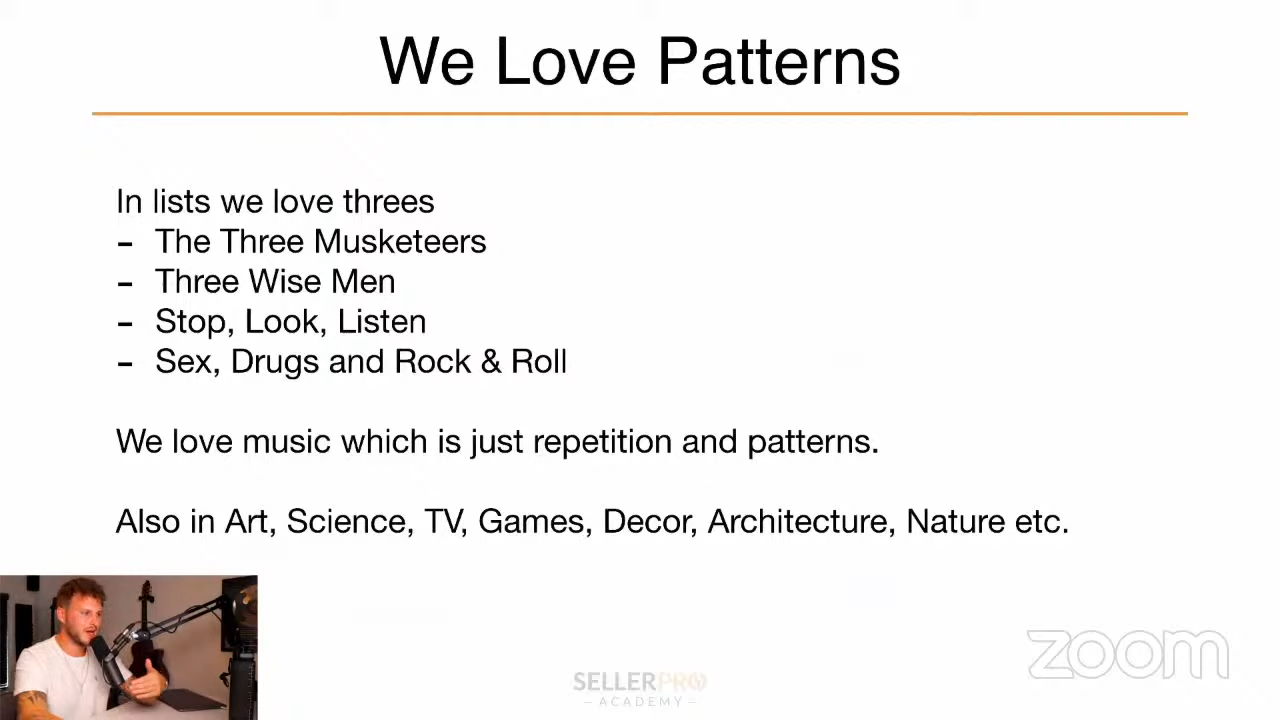 We Love Patterns
In lists we love threes
- The Three Musketeers
- Three Wise Men
- Stop, Look, Listen
- Sex, Drugs and Rock & Roll
We love music which is just repetition and patterns.
Also in Art, Science, TV, Games, Decor, Architecture, Nature etc.
zoom
SELLERPRO
–ACADEMY–